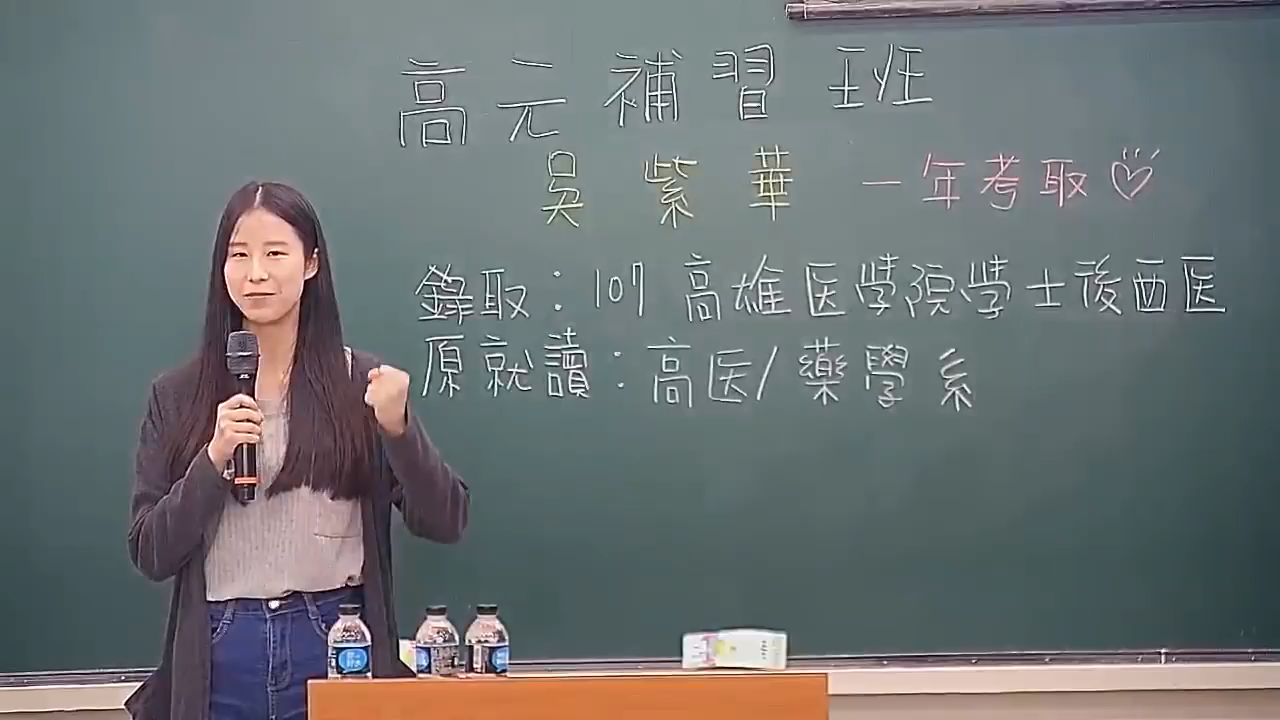 高元補習班
吳紫華 一年考取♡
錄取：107 高雄医學院學士後西医
原就讀：高医/藥學系